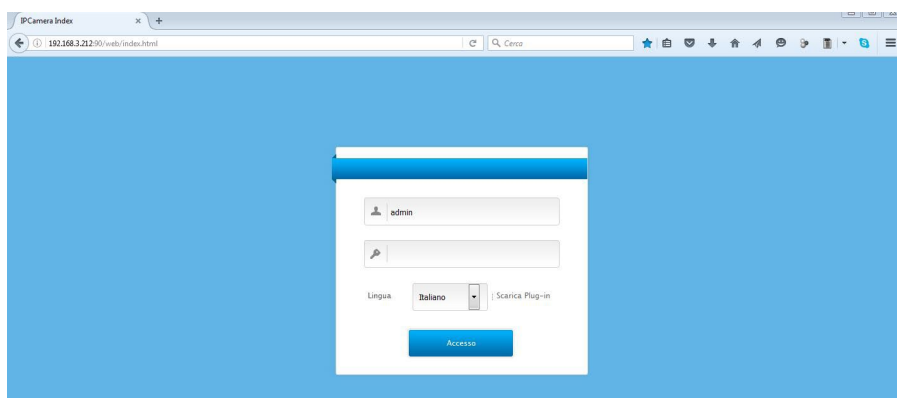 IPCamera Index
192.168.3.212:90/web/index.html
Cerca
admin
Lingua
Italiano
| Scarica Plug-in
Accesso